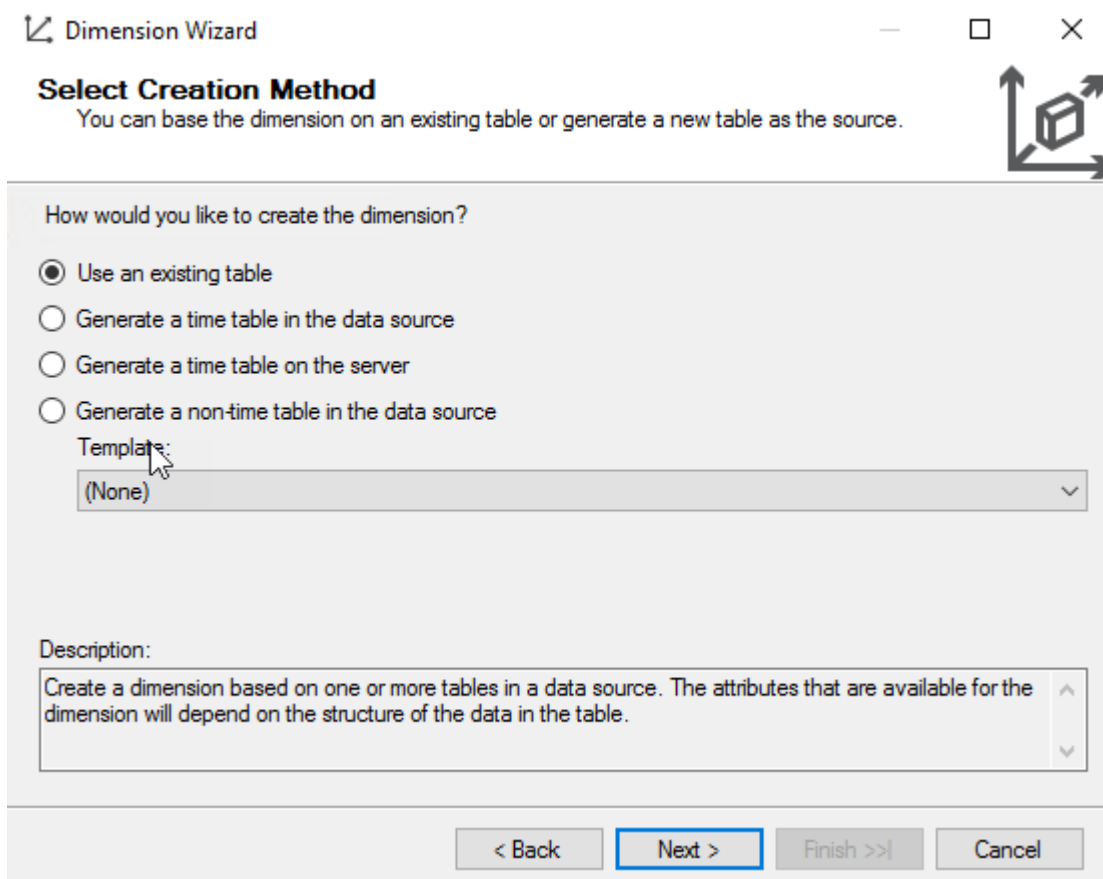 Dimension Wizard
Select Creation Method
You can base the dimension on an existing table or generate a new table as the source.
How would you like to create the dimension?
Use an existing table
Generate a time table in the data source
Generate a time table on the server
Generate a non-time table in the data source
Template:
(None)
Description:
Create a dimension based on one or more tables in a data source. The attributes that are available for the
dimension will depend on the structure of the data in the table.
< Back Next > Finish >>| Cancel